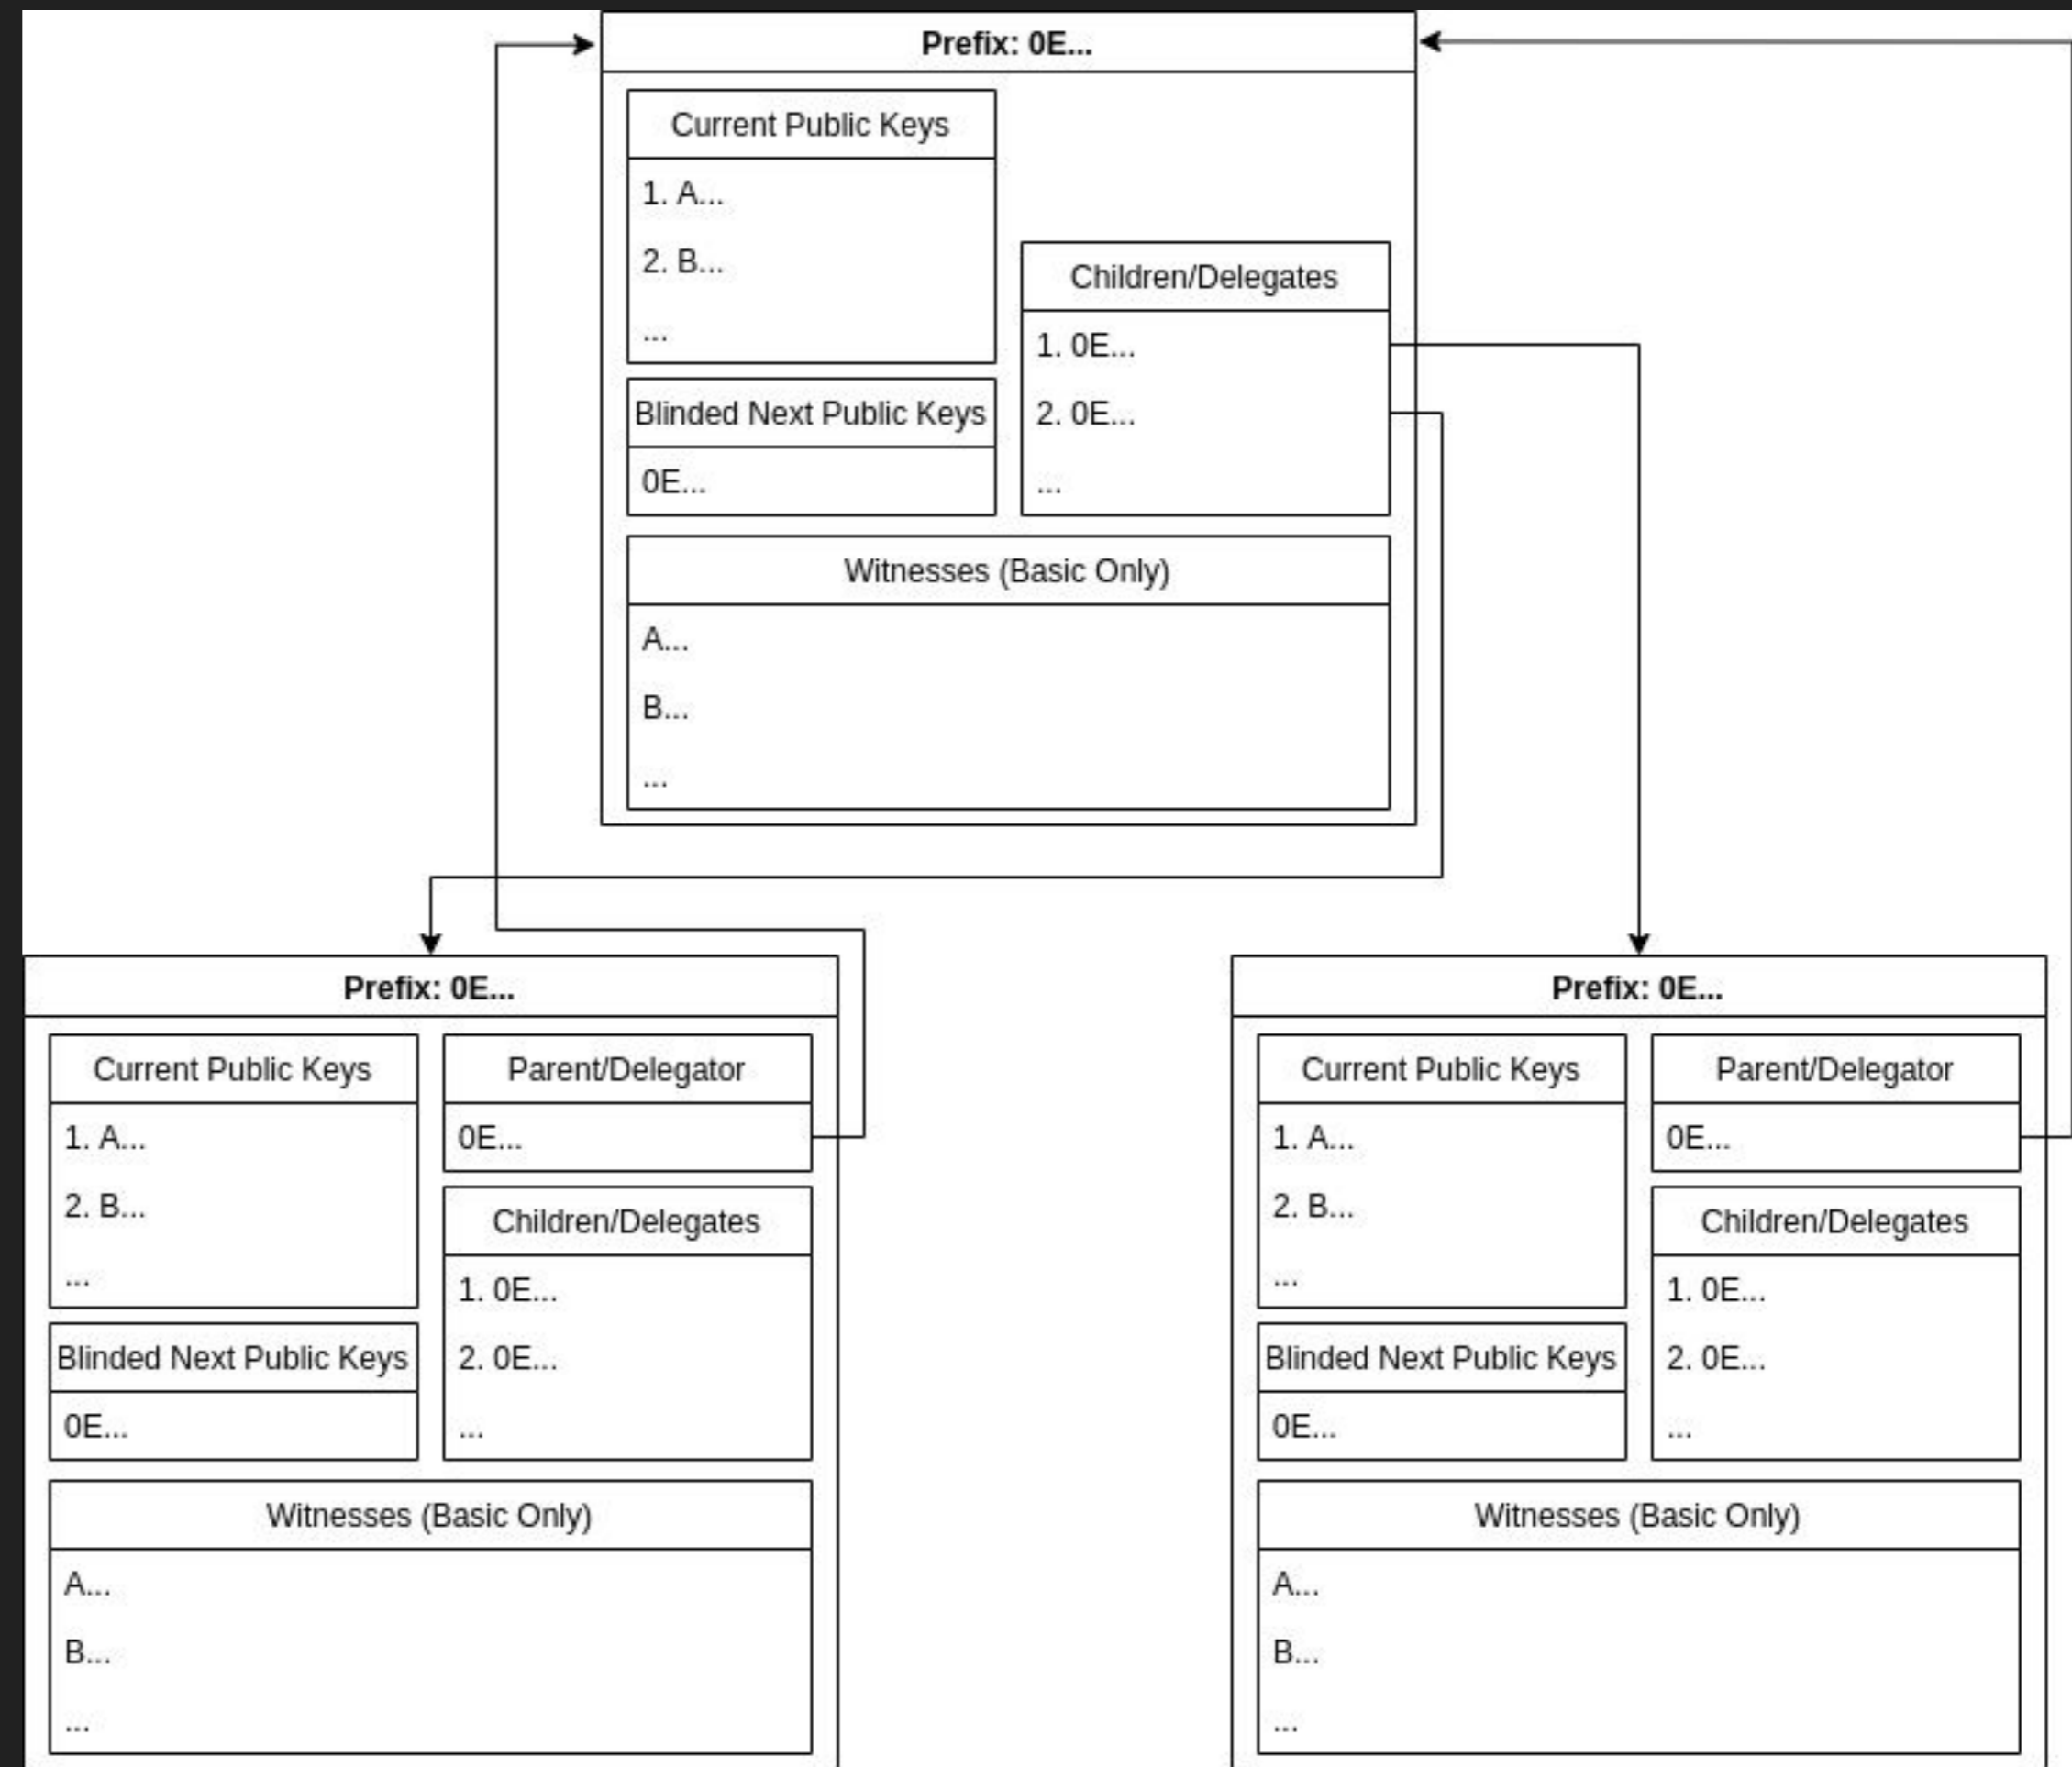 Prefix: 0E...
Current Public Keys
1. A...
2. B...
...
Blinded Next Public Keys
0E...
Children/Delegates
1. 0E...
2. 0E...
...
Witnesses (Basic Only)
A...
B...
...
Prefix: 0E...
Current Public Keys
1. A...
2. B...
...
Blinded Next Public Keys
0E...
Parent/Delegator
0E...
Children/Delegates
1. 0E...
2. 0E...
...
Witnesses (Basic Only)
A...
B...
...
Prefix: 0E...
Current Public Keys
1. A...
2. B...
...
Blinded Next Public Keys
0E...
Parent/Delegator
0E...
Children/Delegates
1. 0E...
2. 0E...
...
Witnesses (Basic Only)
A...
B...
...